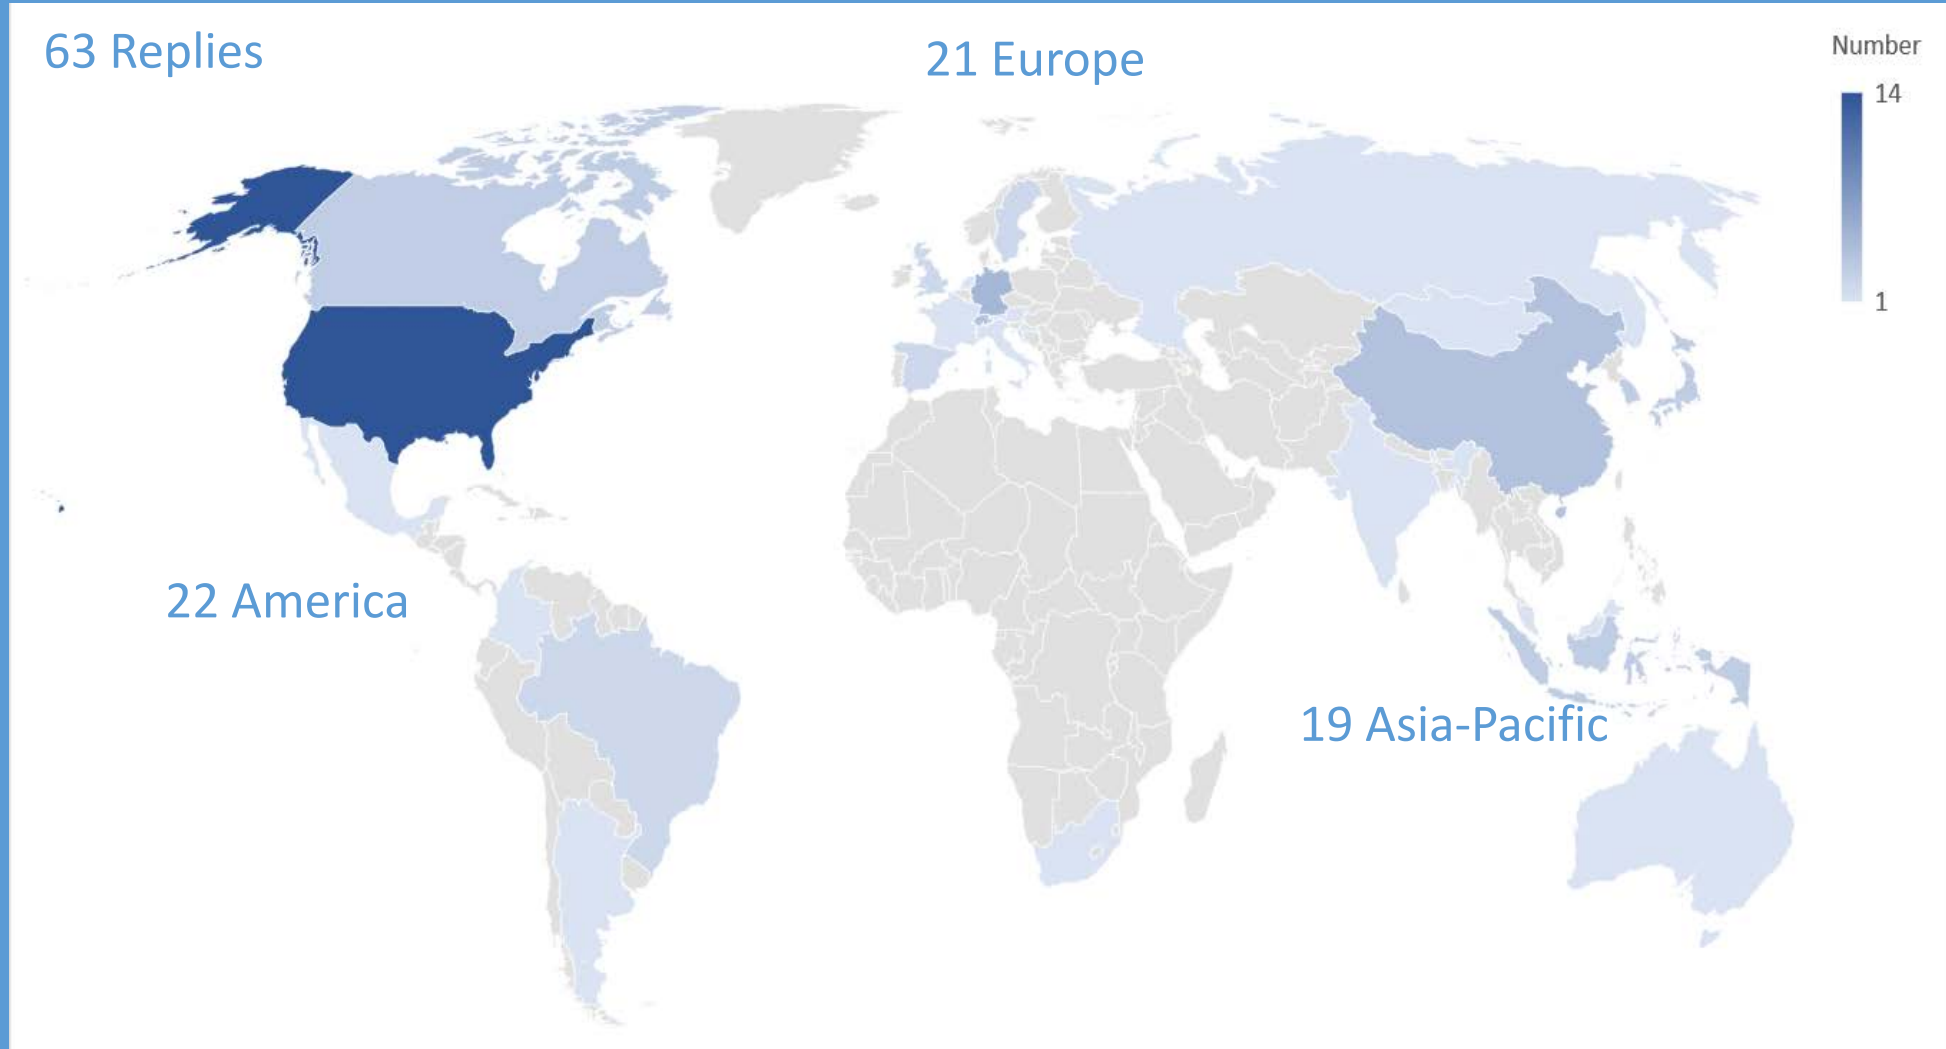 63 Replies
21 Europe
Number
14
1
22 America
19 Asia-Pacific